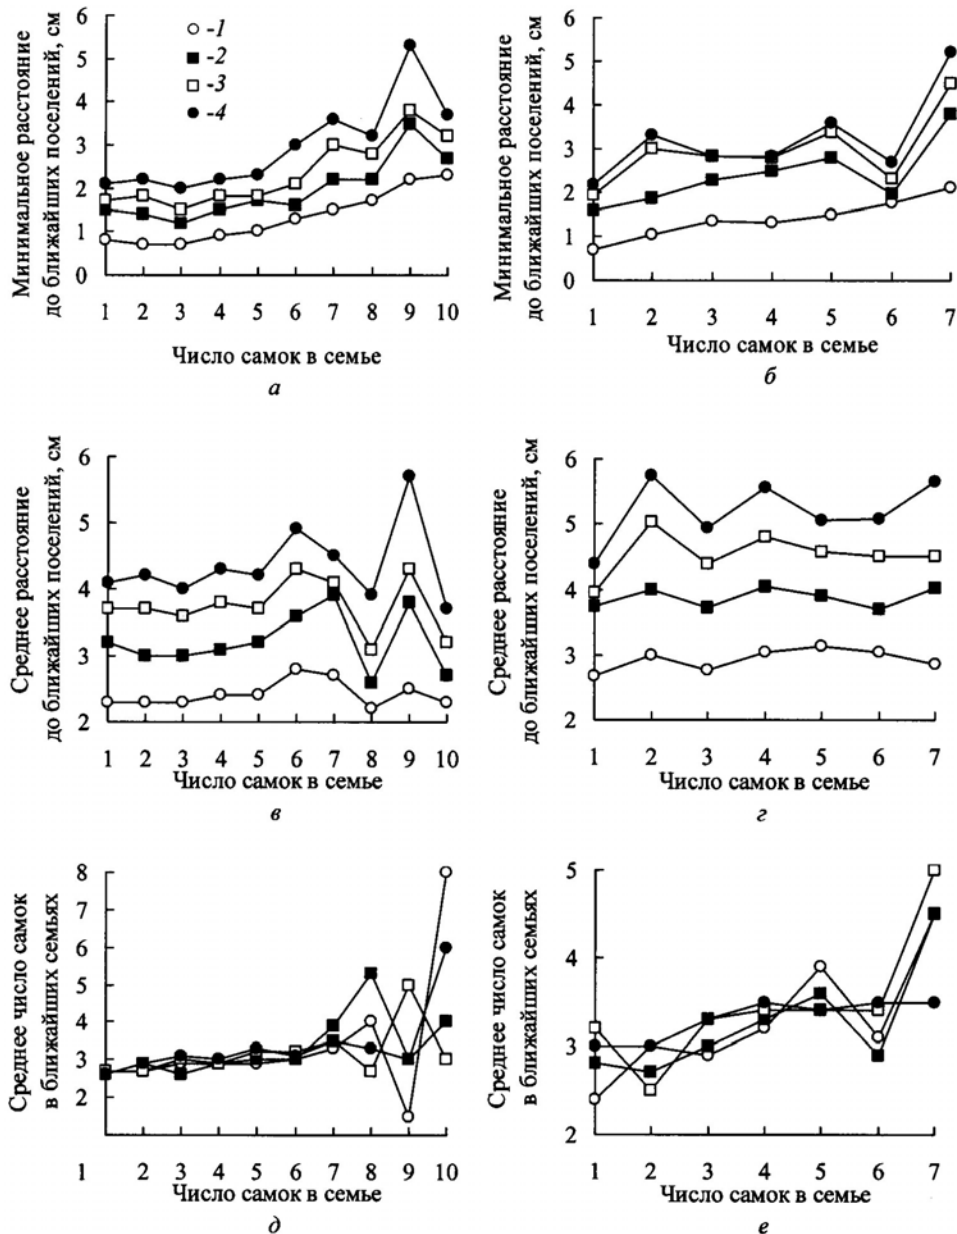 Минимальное расстояние
до ближайших поселений, см
6
5
4
3
2
1
0
-1
-2
-3
-4
1 2 3 4 5 6 7 8 9 10
Число самок в семье
а
Минимальное расстояние
до ближайших поселений, см
6
5
4
3
2
1
0
1 2 3 4 5 6 7
Число самок в семье
б
Среднее расстояние
до ближайших поселений, см
6
5
4
3
2
1 2 3 4 5 6 7 8 9 10
Число самок в семье
в
Среднее расстояние
до ближайших поселений, см
6
5
4
3
2
1 2 3 4 5 6 7
Число самок в семье
г
Среднее число самок
в ближайших семьях
8
7
6
5
4
3
2
1 2 3 4 5 6 7 8 9 10
Число самок в семье
д
Среднее число самок
в ближайших семьях
5
4
3
2
1 2 3 4 5 6 7
Число самок в семье
е